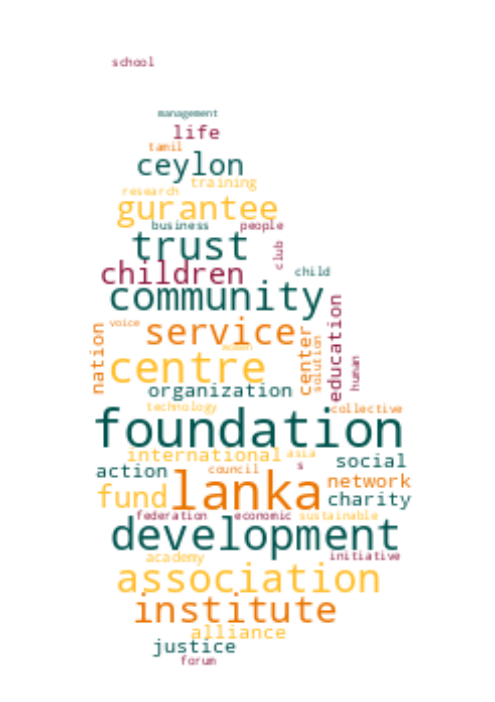 school
management
life
tamil
ceylon
training
research
gurantee
business people
trust
club
children child
community
voice
nation
service
center
solution
education
human
centre
organization
technology collective
foundation
international asia
social
action council s
network
fund lanka
charity
federation economic sustainable
development
academy initiative
association
institute
alliance
justice
forum